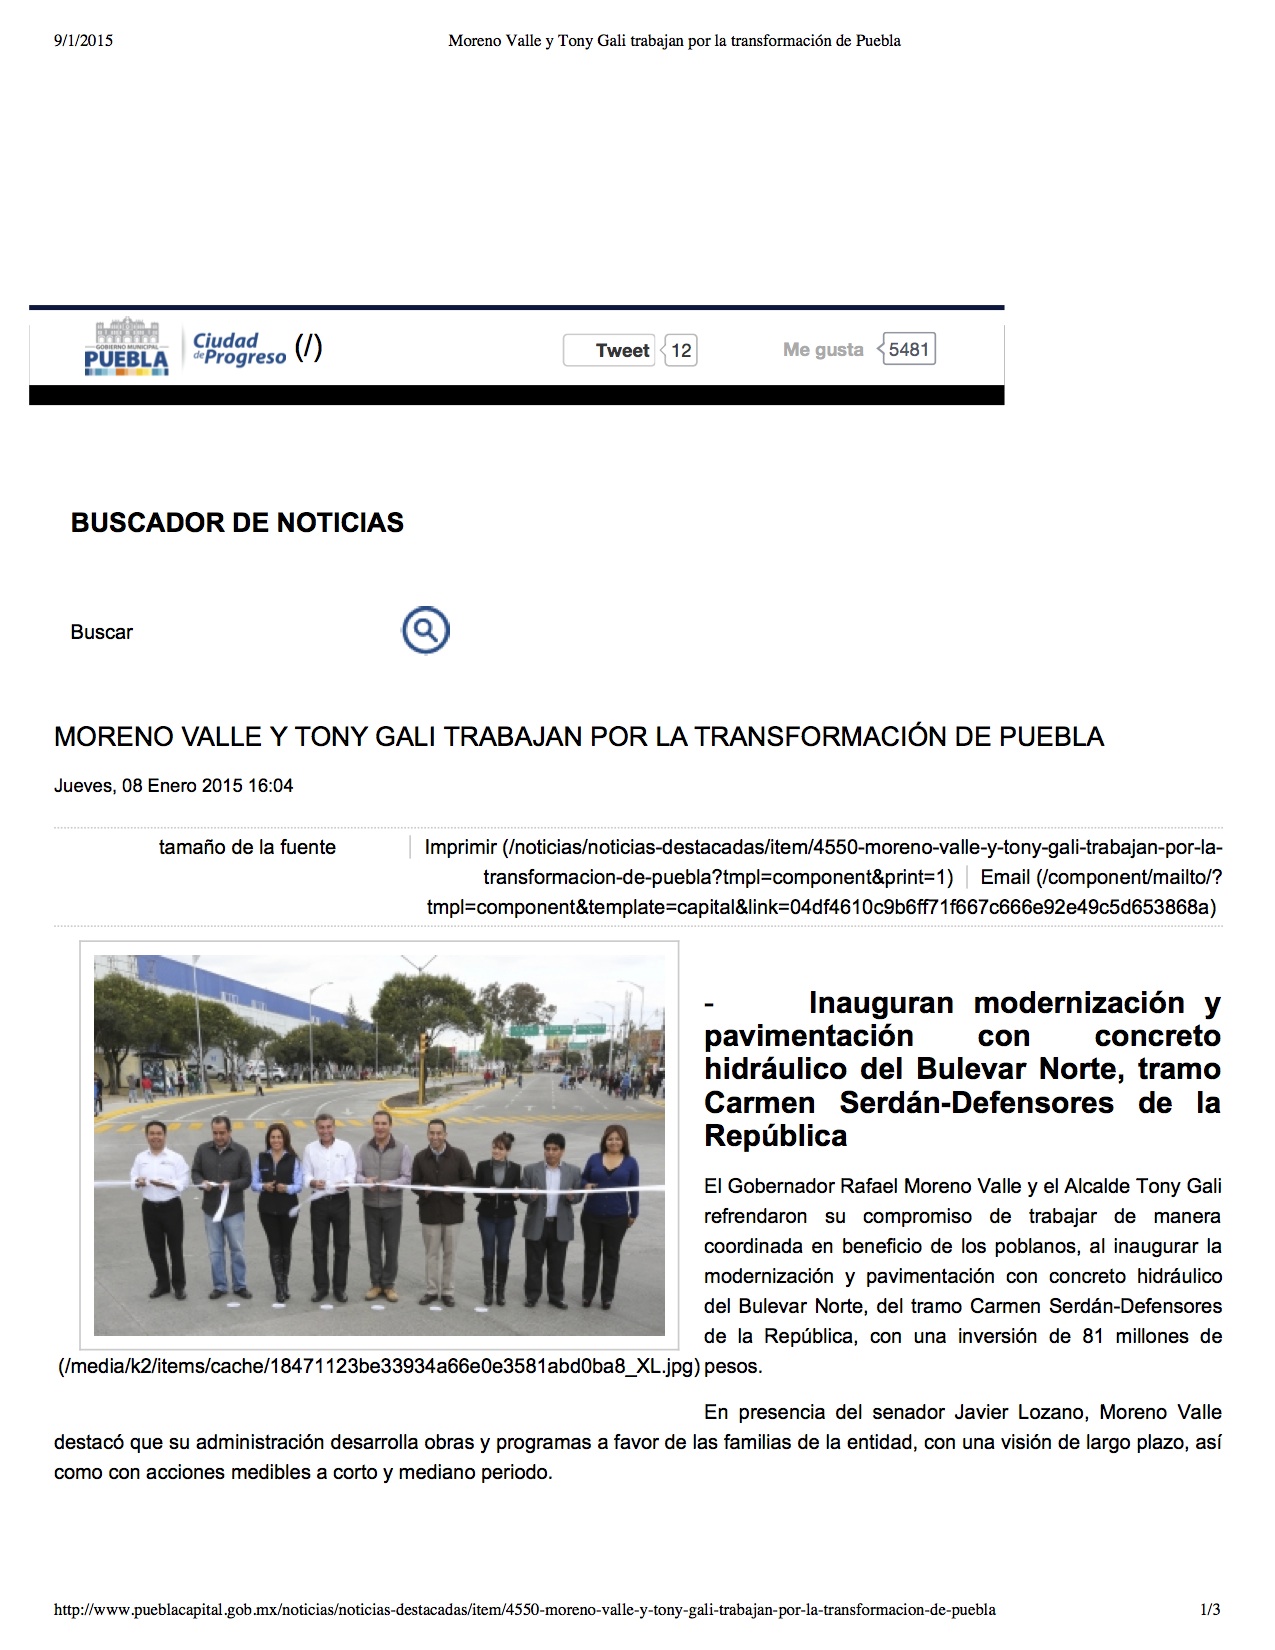 9/1/2015
Moreno Valle y Tony Gali trabajan por la transformación de Puebla
GOBIERNO MUNICIPAL
PUEBLA
Ciudad
de Progreso
(/)
Tweet
12
Me gusta
5481
BUSCADOR DE NOTICIAS
Buscar
MORENO VALLE Y TONY GALI TRABAJAN POR LA TRANSFORMACIÓN DE PUEBLA
Jueves, 08 Enero 2015 16:04
tamaño de la fuente
Imprimir (/noticias/noticias-destacadas/item/4550-moreno-valle-y-tony-gali-trabajan-por-la-
transformacion-de-puebla?tmpl=component&print=1)
Email (/component/mailto/?
tmpl=component&template=capital&link=04df4610c9b6ff71f667c666e92e49c5d653868a)
- Inauguran modernización y
pavimentación con concreto
hidráulico del Bulevar Norte, tramo
Carmen Serdán-Defensores de la
República
El Gobernador Rafael Moreno Valle y el Alcalde Tony Gali
refrendaron su compromiso de trabajar de manera
coordinada en beneficio de los poblanos, al inaugurar la
modernización y pavimentación con concreto hidráulico
del Bulevar Norte, del tramo Carmen Serdán-Defensores
de la República, con una inversión de 81 millones de
(/media/k2/items/cache/18471123be33934a66e0e3581abd0ba8_XL.jpg) pesos.
En presencia del senador Javier Lozano, Moreno Valle
destacó que su administración desarrolla obras y programas a favor de las familias de la entidad, con una visión de largo plazo, así
como con acciones medibles a corto y mediano periodo.
http://www.pueblacapital.gob.mx/noticias/noticias-destacadas/item/4550-moreno-valle-y-tony-gali-trabajan-por-la-transformacion-de-puebla
1/3